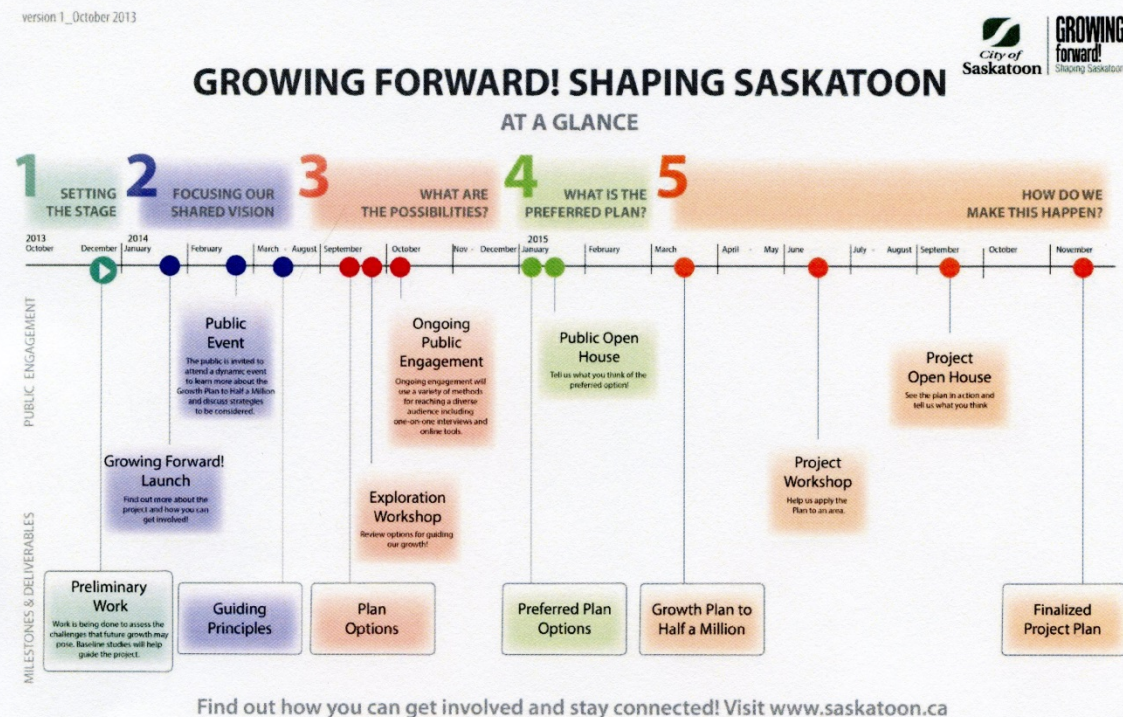 version 1_October 2013
City of
Saskatoon
GROWING
forward!
Shaping Saskatoon
GROWING FORWARD! SHAPING SASKATOON
AT A GLANCE
1 SETTING
THE STAGE
2 FOCUSING OUR
SHARED VISION
3 WHAT ARE
THE POSSIBILITIES?
4 WHAT IS THE
PREFERRED PLAN?
5 HOW DO WE
MAKE THIS HAPPEN?
2013 2014 2015
October December January February March - August September October Nov - December January February March April - May June July - August September October November
PUBLIC ENGAGEMENT
Public
Event
The public is invited to
attend a dynamic event
to learn more about the
Growth Plan to Half a Million
and discuss strategies
to be considered.
Ongoing
Public
Engagement
Ongoing engagement will
use a variety of methods
for reaching a diverse
audience including
one-on-one interviews and
online tools.
Public Open
House
Tell us what you think of the
preferred option!
Project
Open House
See the plan in action and
tell us what you think
Growing Forward!
Launch
Find out more about the
project and how you can
get involved!
Exploration
Workshop
Review options for guiding
our growth!
Project
Workshop
Help us apply the
Plan to an area.
MILESTONES & DELIVERABLES
Preliminary
Work
Work is being done to assess the
challenges that future growth may
pose. Baseline studies will help
guide the project.
Guiding
Principles
Plan
Options
Preferred Plan
Options
Growth Plan to
Half a Million
Finalized
Project Plan
Find out how you can get involved and stay connected! Visit www.saskatoon.ca